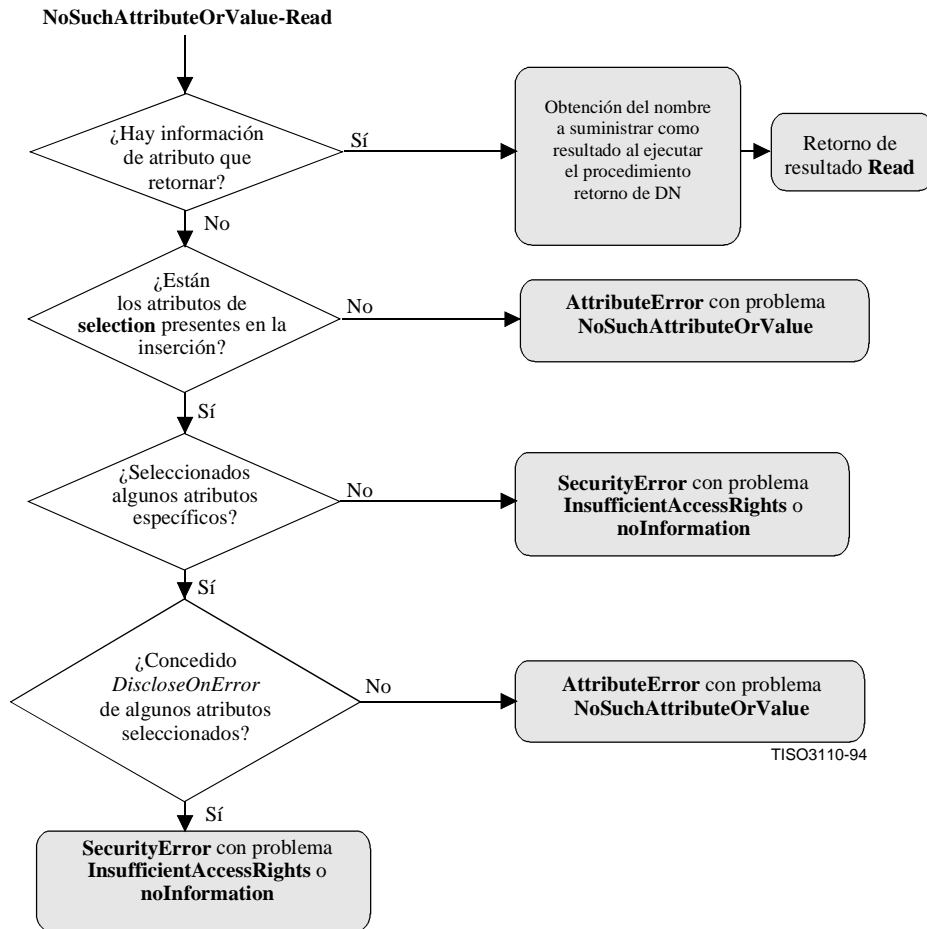 NoSuchAttributeOrValue-Read
¿Hay información
de atributo que
retornar?
Sí
Obtención del nombre
a suministrar como
resultado al ejecutar
el procedimiento
retorno de DN
Retorno de
resultado Read
No
¿Están
los atributos de
selection presentes en la
inserción?
No
AttributeError con problema
NoSuchAttributeOrValue
Sí
¿Seleccionados
algunos atributos
específicos?
No
SecurityError con problema
InsufficientAccessRights o
noInformation
Sí
¿Concedido
DiscloseOnError
de algunos atributos
seleccionados?
No
AttributeError con problema
NoSuchAttributeOrValue
TISO3110-94
Sí
SecurityError con problema
InsufficientAccessRights o
noInformation